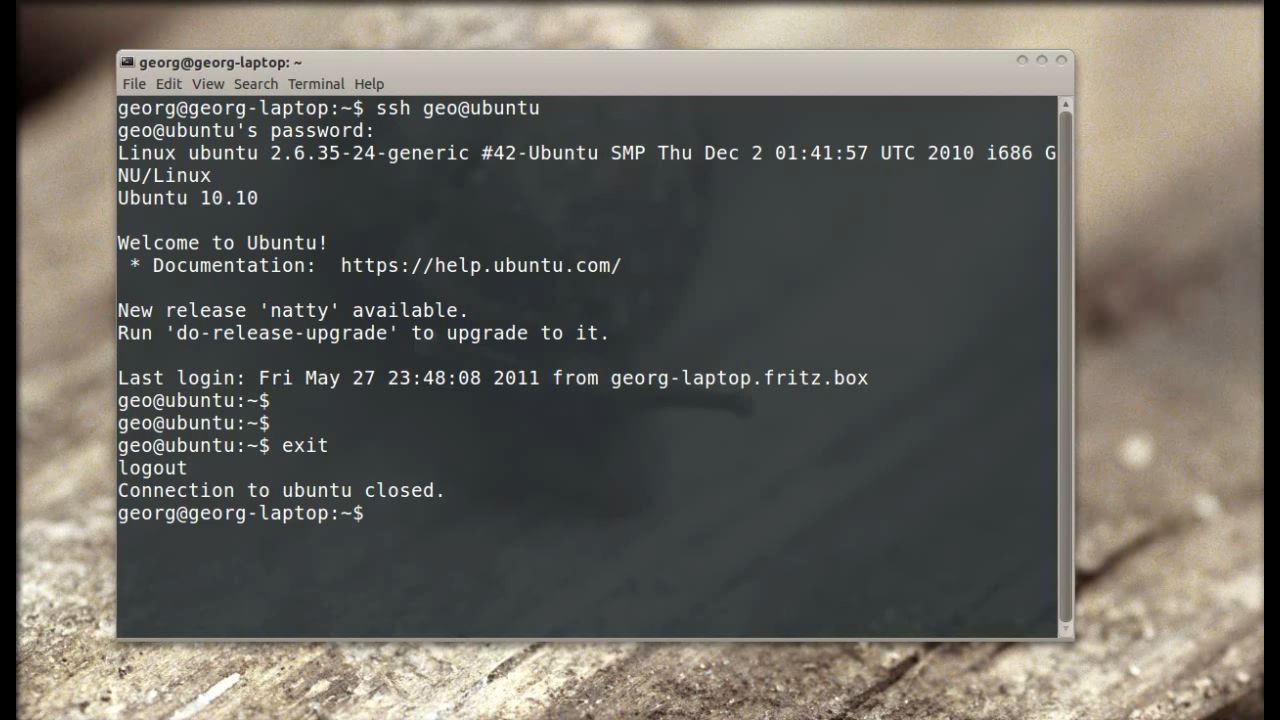 georg@georg-laptop: ~
File Edit View Search Terminal Help
georg@georg-laptop:~$ ssh geo@ubuntu
geo@ubuntu's password:
Linux ubuntu 2.6.35-24-generic #42-Ubuntu SMP Thu Dec 2 01:41:57 UTC 2010 i686 G
NU/Linux
Ubuntu 10.10
Welcome to Ubuntu!
 * Documentation:  https://help.ubuntu.com/
New release 'natty' available.
Run 'do-release-upgrade' to upgrade to it.
Last login: Fri May 27 23:48:08 2011 from georg-laptop.fritz.box
geo@ubuntu:~$
geo@ubuntu:~$
geo@ubuntu:~$ exit
logout
Connection to ubuntu closed.
georg@georg-laptop:~$